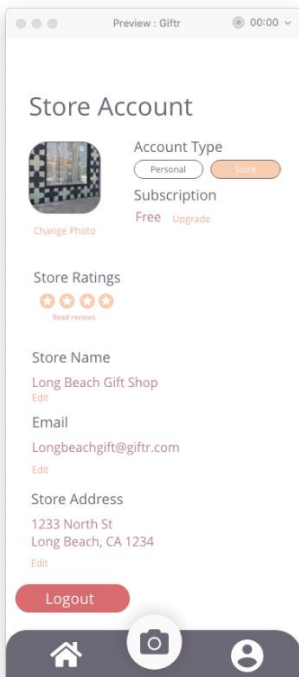 Preview : Giftr
00:00
Store Account
Account Type
Personal
Store
Change Photo
Subscription
Free Upgrade
Store Ratings
Read reviews
Store Name
Long Beach Gift Shop
Edit
Email
Longbeachgift@giftr.com
Edit
Store Address
1233 North St
Long Beach, CA 1234
Edit
Logout